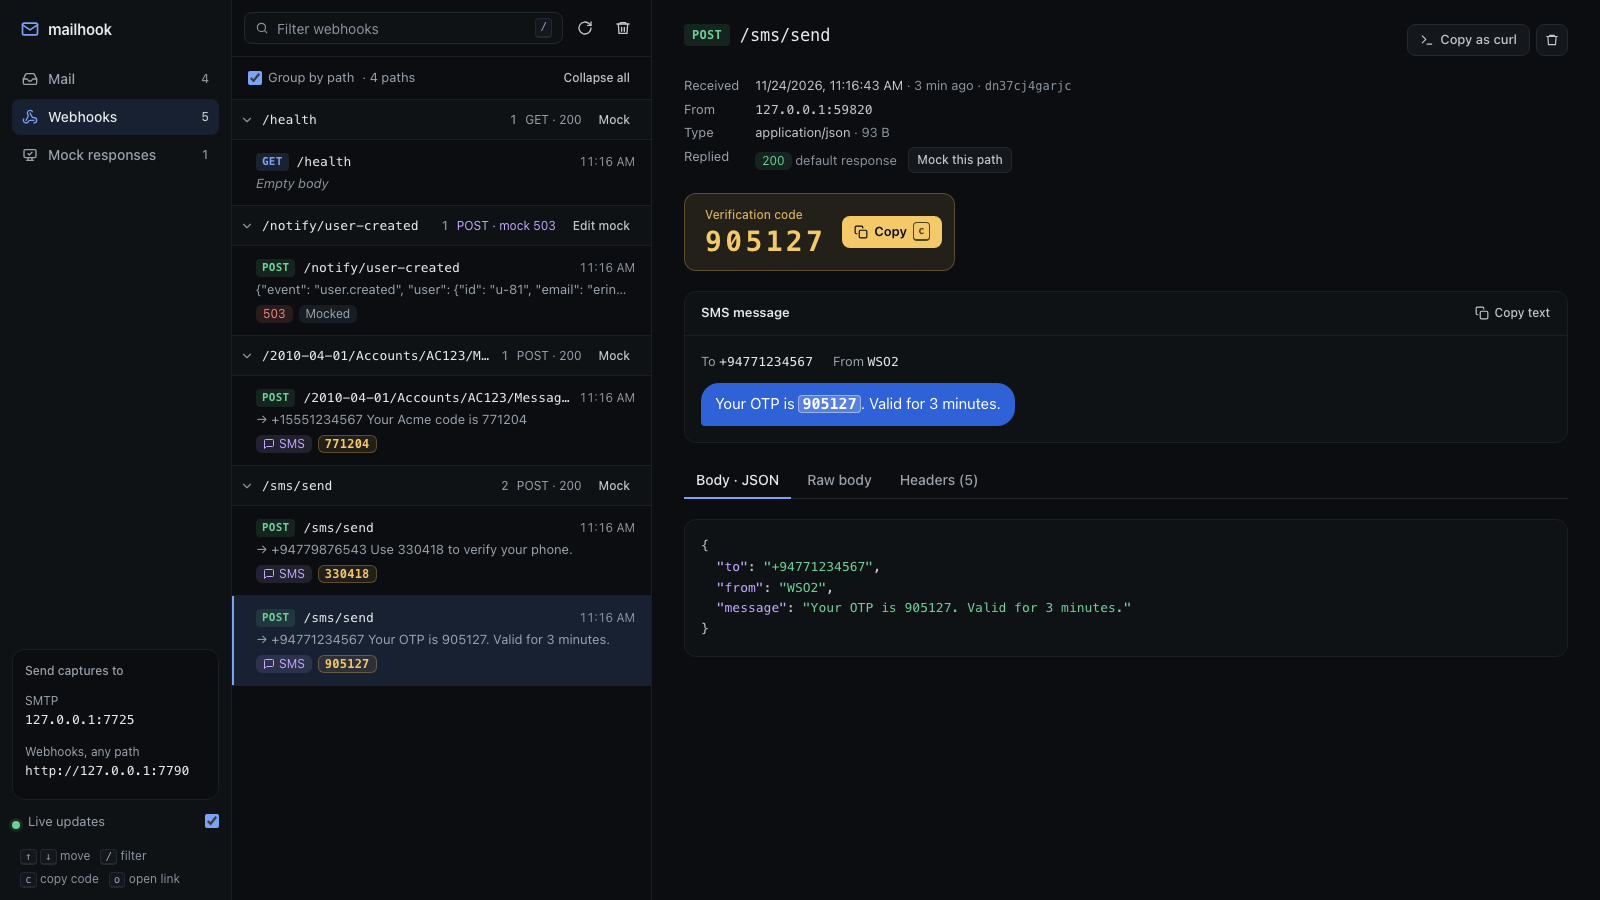 mailhook
Mail 4
Webhooks 5
Mock responses 1
Send captures to
SMTP
127.0.0.1:7725
Webhooks, any path
http://127.0.0.1:7790
Live updates
↑ ↓ move / filter
c copy code o open link
Filter webhooks /
Group by path · 4 paths Collapse all
/health 1 GET · 200 Mock
GET /health 11:16 AM
Empty body
/notify/user-created 1 POST · mock 503 Edit mock
POST /notify/user-created 11:16 AM
{"event": "user.created", "user": {"id": "u-81", "email": "erin...
503 Mocked
/2010-04-01/Accounts/AC123/M... 1 POST · 200 Mock
POST /2010-04-01/Accounts/AC123/Messag... 11:16 AM
→ +15551234567 Your Acme code is 771204
SMS 771204
/sms/send 2 POST · 200 Mock
POST /sms/send 11:16 AM
→ +94779876543 Use 330418 to verify your phone.
SMS 330418
POST /sms/send 11:16 AM
→ +94771234567 Your OTP is 905127. Valid for 3 minutes.
SMS 905127
POST /sms/send Copy as curl
Received 11/24/2026, 11:16:43 AM · 3 min ago · dn37cj4garjc
From 127.0.0.1:59820
Type application/json · 93 B
Replied 200 default response Mock this path
Verification code
905127 Copy c
SMS message Copy text
To +94771234567 From WSO2
Your OTP is 905127. Valid for 3 minutes.
Body · JSON Raw body Headers (5)
{
"to": "+94771234567",
"from": "WSO2",
"message": "Your OTP is 905127. Valid for 3 minutes."
}